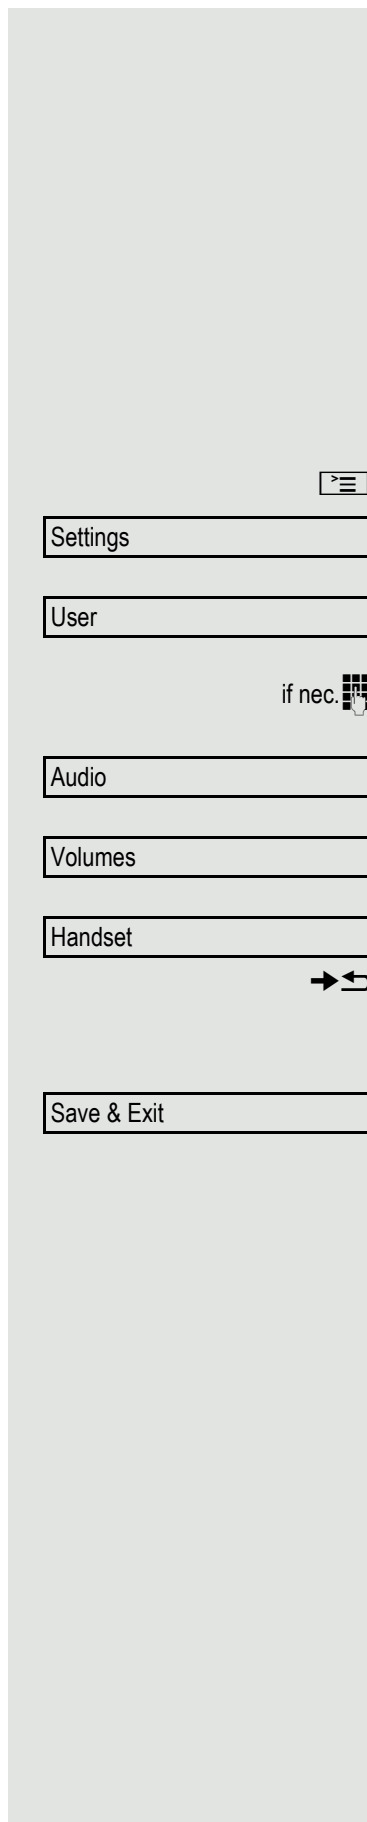 Settings
User
if nec.
Audio
Volumes
Handset
Save & Exit